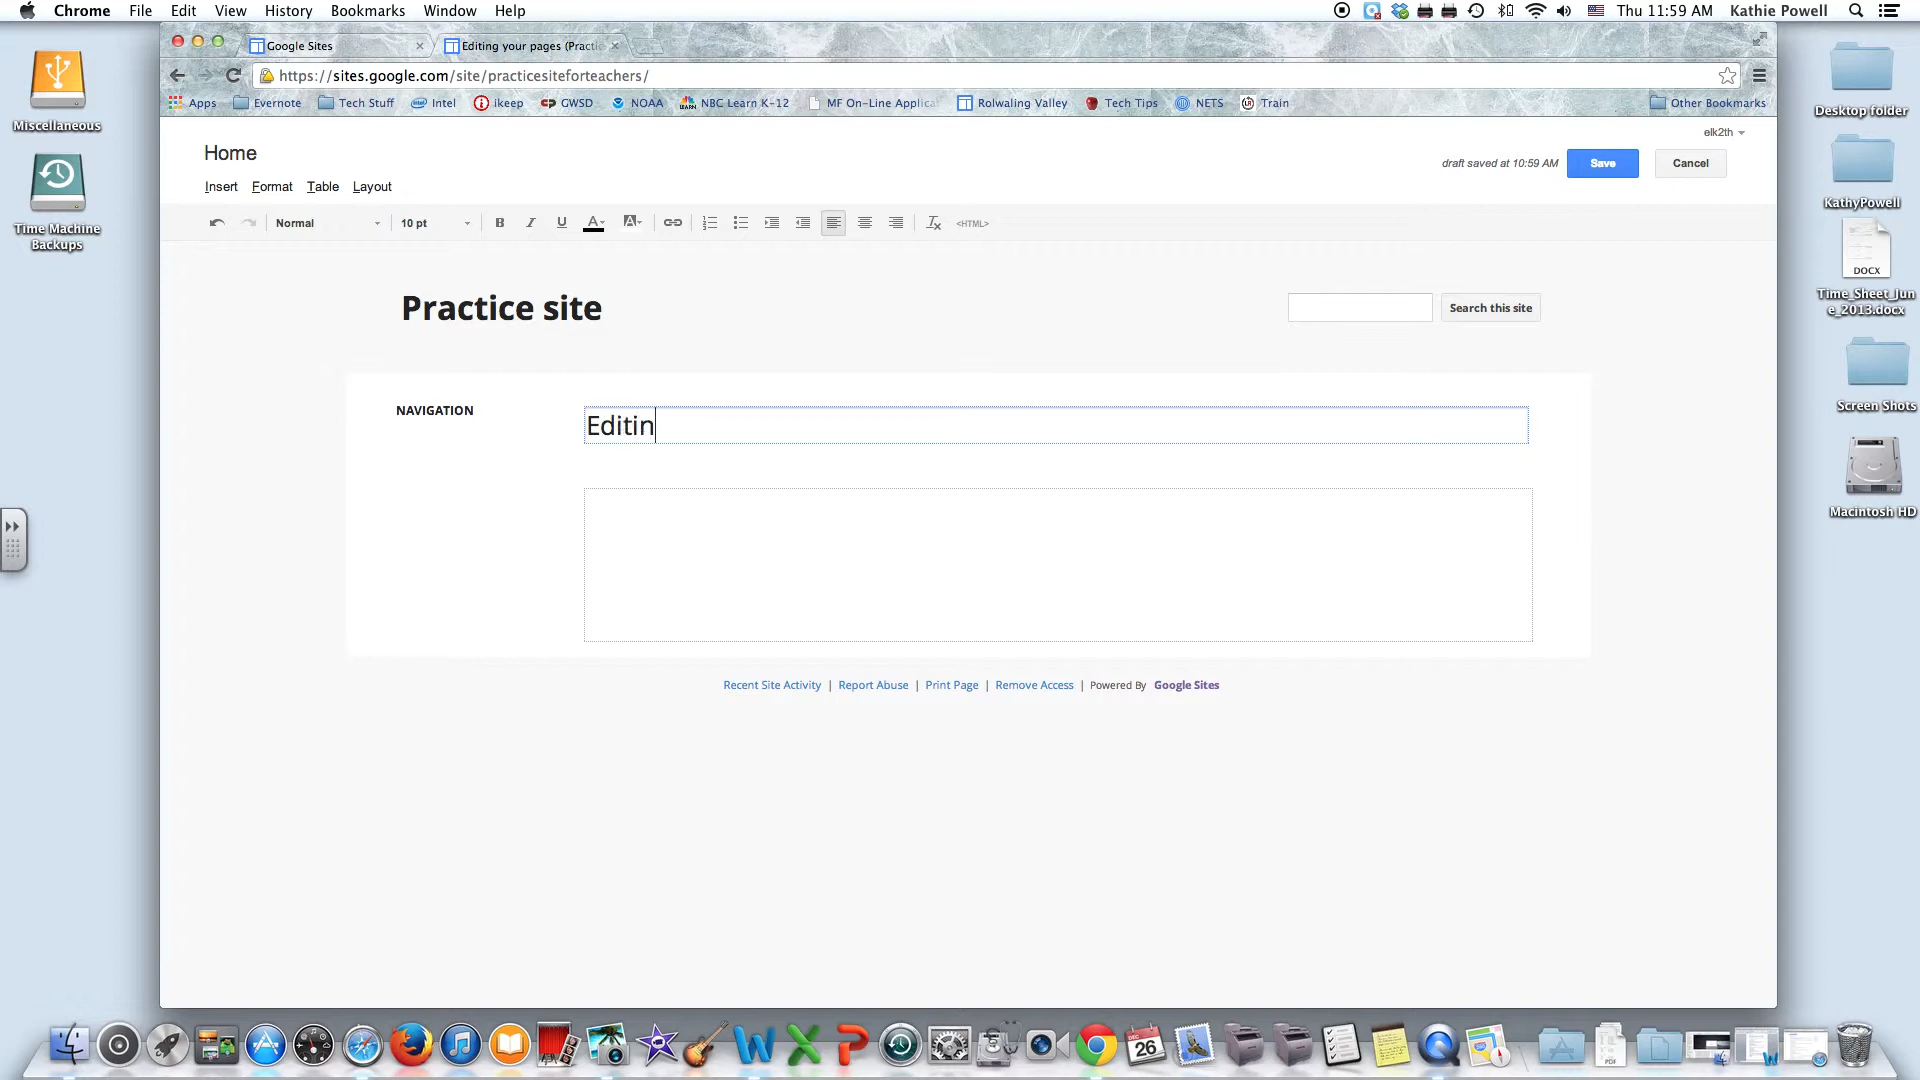 Chrome File Edit View History Bookmarks Window Help
Thu 11:59 AM Kathie Powell
Google Sites
Editing your pages (Practic
https://sites.google.com/site/practicesiteforteachers/
Apps Evernote Tech Stuff Intel ikeep GWSD NOAA NBC Learn K-12 MF On-Line Applica Rolwaling Valley Tech Tips NETS Train Other Bookmarks
elk2th
Home
draft saved at 10:59 AM Save Cancel
Insert Format Table Layout
Normal 10 pt B I U A A <HTML>
Practice site
Search this site
NAVIGATION
Editin
Recent Site Activity | Report Abuse | Print Page | Remove Access | Powered By Google Sites
Miscellaneous
Time Machine
Backups
Desktop folder
KathyPowell
DOCX
Time_Sheet_Jun
e_2013.docx
Screen Shots
Macintosh HD
DEC
26
PDF